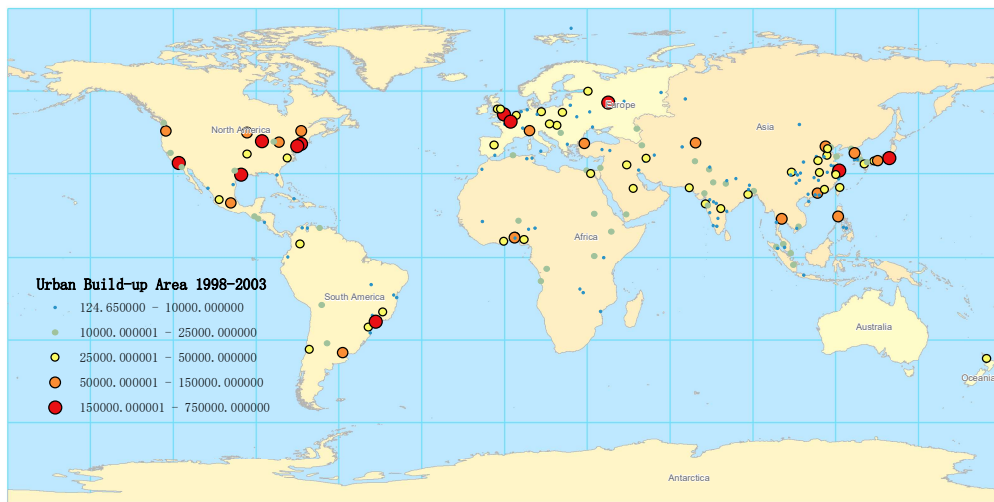 North America
Europe
Asia
Africa
Urban Build-up Area 1998-2003
124.650000 - 10000.000000
10000.000001 - 25000.000000
25000.000001 - 50000.000000
50000.000001 - 150000.000000
150000.000001 - 750000.000000
South America
Australia
Oceania
Antarctica